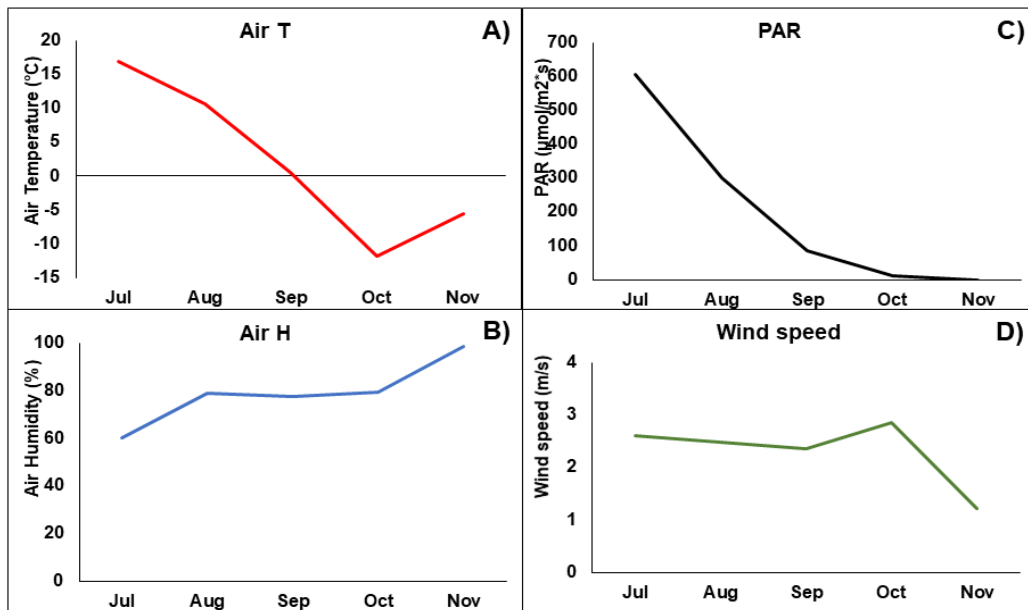 Air T
A)
Air Temperature (°C)
20
15
10
5
0
-5
-10
-15
Jul Aug Sep Oct Nov
PAR
C)
PAR (µmol/m2*s)
700
600
500
400
300
200
100
0
Jul Aug Sep Oct Nov
Air H
B)
Air Humidity (%)
100
80
60
40
20
0
Jul Aug Sep Oct Nov
Wind speed
D)
Wind speed (m/s)
4
3
2
1
0
Jul Aug Sep Oct Nov